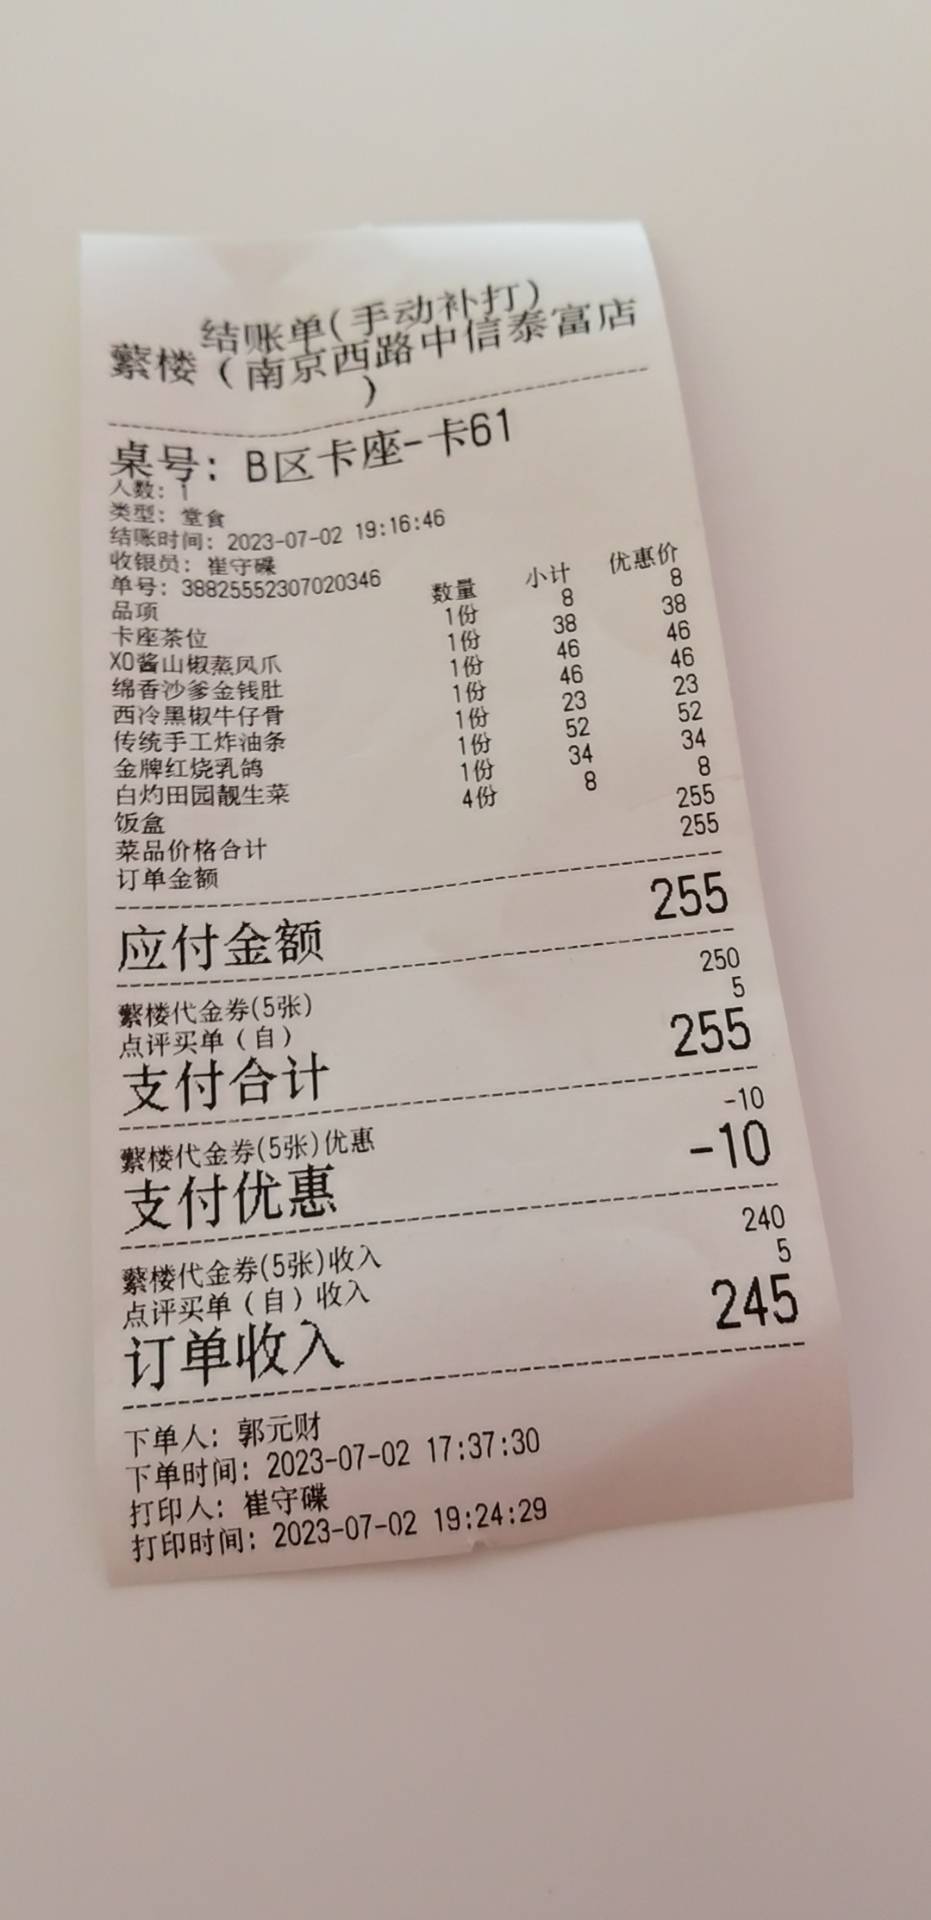 结账单(手动补打)
蘩楼（南京西路中信泰富店
）
桌号: B区卡座-卡61
人数: 1
类型: 堂食
结账时间: 2023-07-02 19:16:46
收银员: 崔守碟
单号: 38825552307020346
品项 数量 小计 优惠价
卡座茶位 1份 8 8
XO酱山椒蒸凤爪 1份 38 38
绵香沙爹金钱肚 1份 46 46
西冷黑椒牛仔骨 1份 46 46
传统手工炸油条 1份 23 23
金牌红烧乳鸽 1份 52 52
白灼田园靓生菜 1份 34 34
饭盒 4份 8 8
菜品价格合计 255
订单金额 255
应付金额 255
蘩楼代金券(5张) 250
点评买单（自） 5
支付合计 255
蘩楼代金券(5张)优惠 -10
支付优惠 -10
蘩楼代金券(5张)收入 240
点评买单（自）收入 5
订单收入 245
下单人: 郭元财
下单时间: 2023-07-02 17:37:30
打印人: 崔守碟
打印时间: 2023-07-02 19:24:29